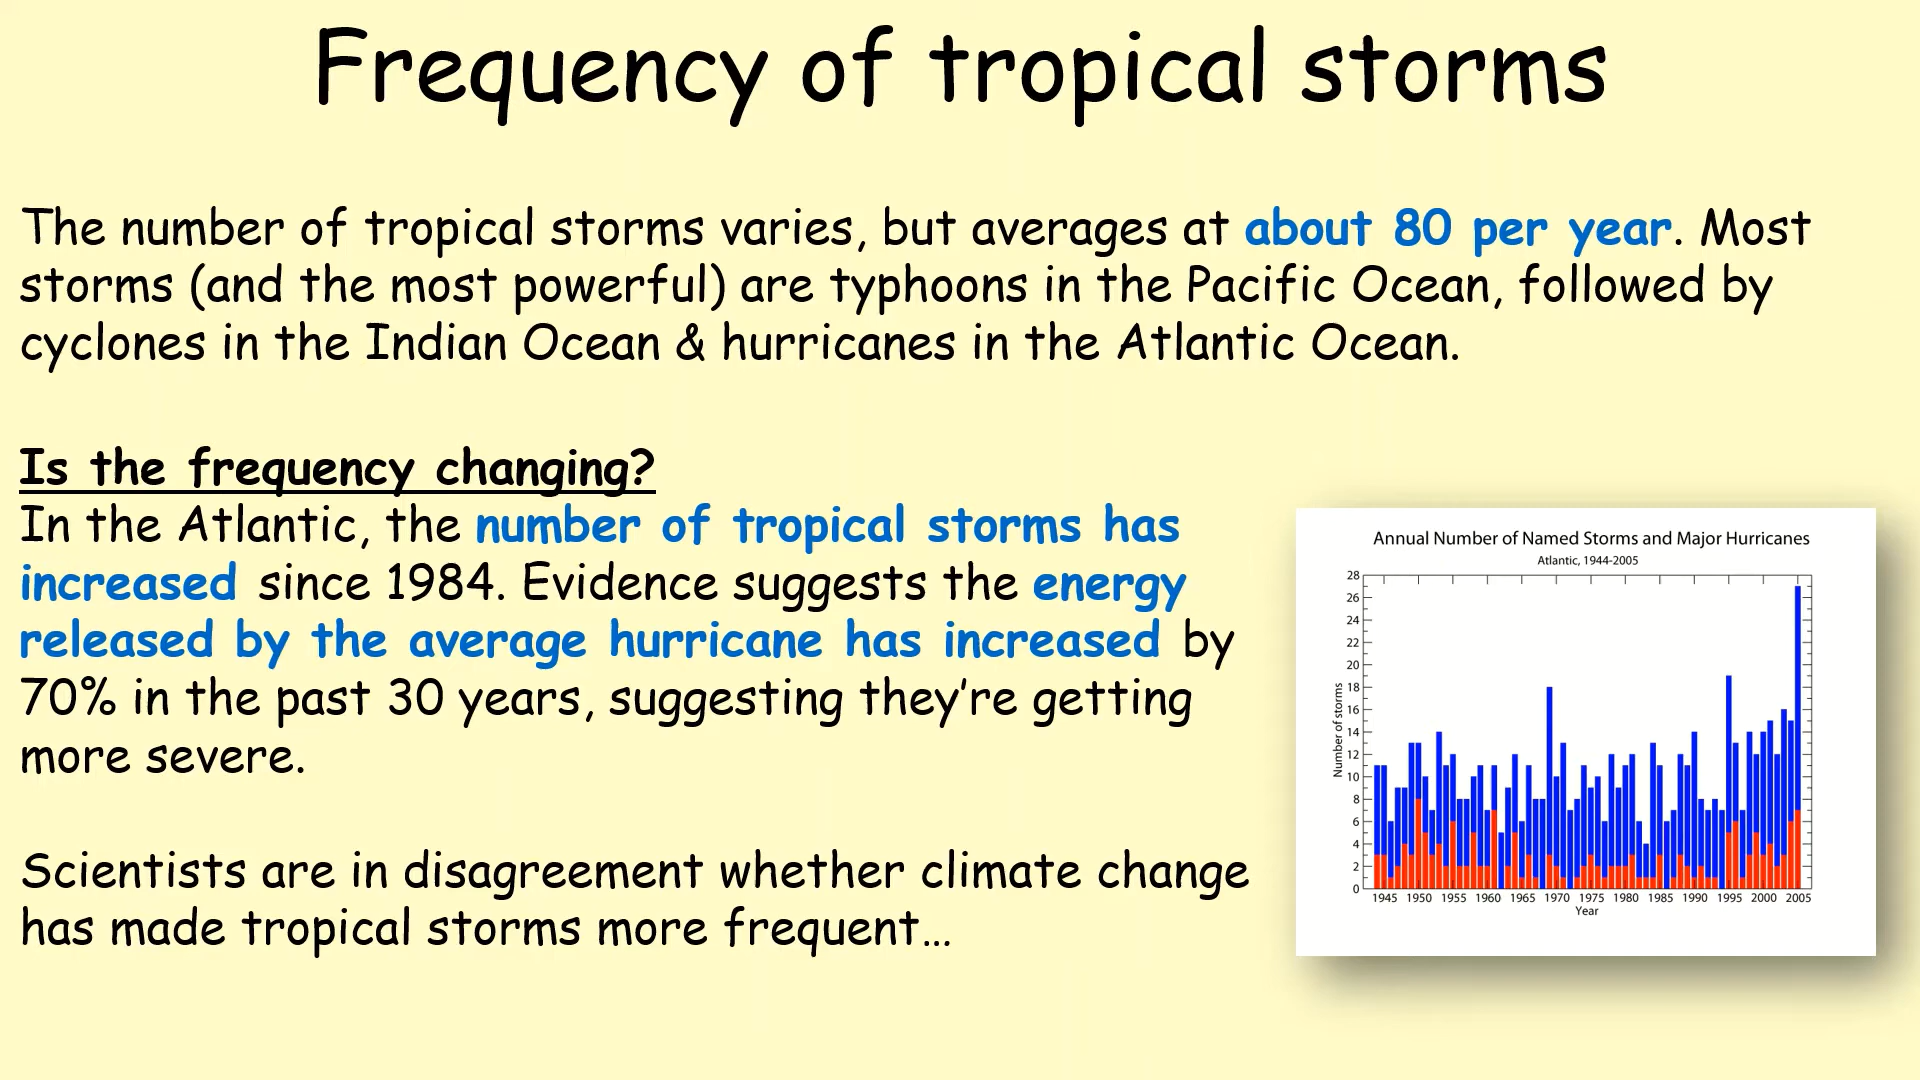 Frequency of tropical storms
The number of tropical storms varies, but averages at about 80 per year. Most
storms (and the most powerful) are typhoons in the Pacific Ocean, followed by
cyclones in the Indian Ocean & hurricanes in the Atlantic Ocean.
Is the frequency changing?
In the Atlantic, the number of tropical storms has
increased since 1984. Evidence suggests the energy
released by the average hurricane has increased by
70% in the past 30 years, suggesting they’re getting
more severe.
Scientists are in disagreement whether climate change
has made tropical storms more frequent…
Annual Number of Named Storms and Major Hurricanes
Atlantic, 1944-2005
Number of storms
28
26
24
22
20
18
16
14
12
10
8
6
4
2
0
1945 1950 1955 1960 1965 1970 1975 1980 1985 1990 1995 2000 2005
Year